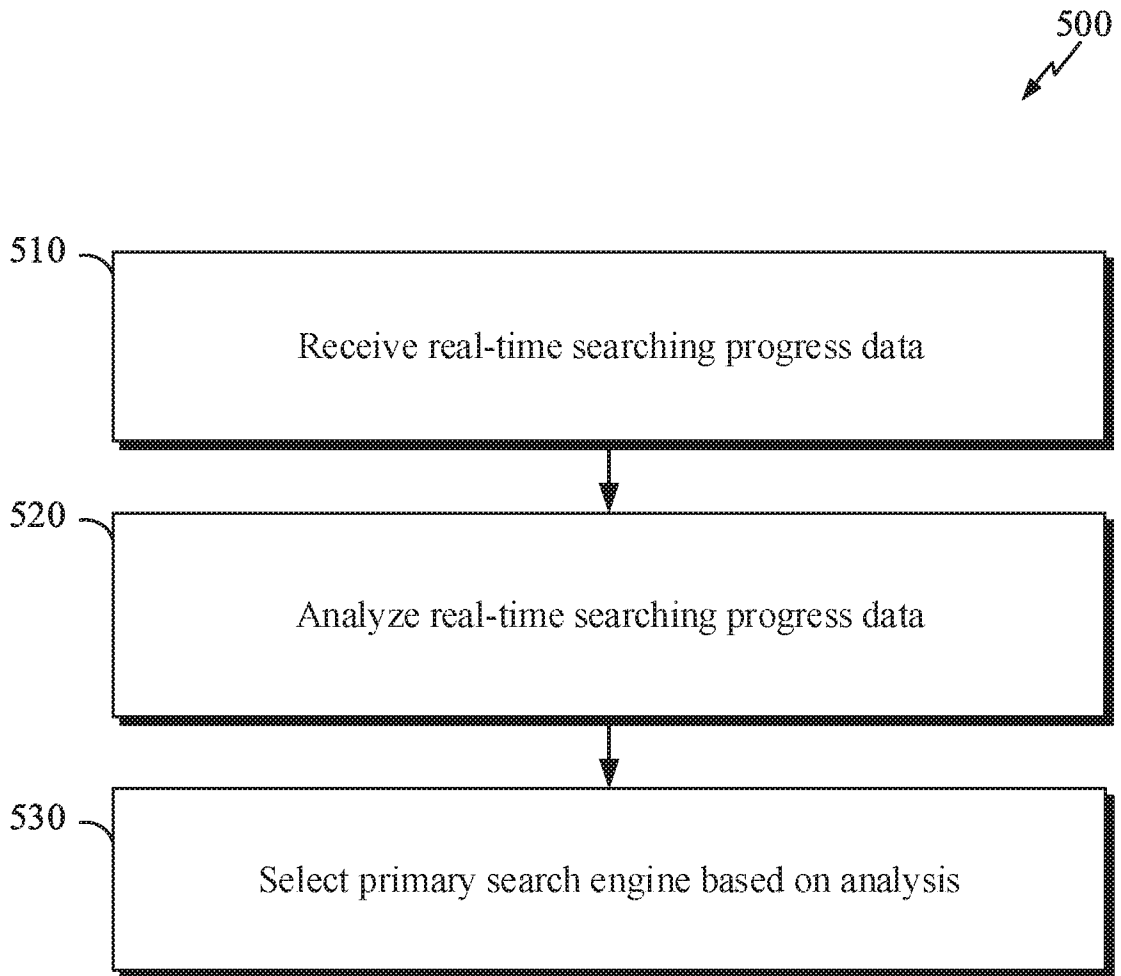 500
510
Receive real-time searching progress data
520
Analyze real-time searching progress data
530
Select primary search engine based on analysis